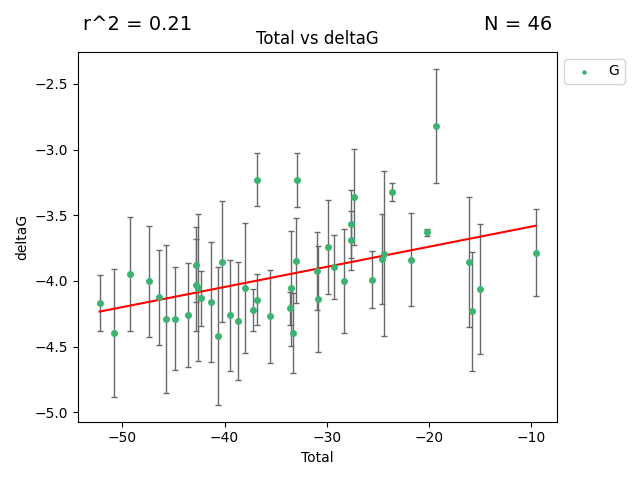 r^2 = 0.21
N = 46
Total vs deltaG
G
−2.5
−3.0
−3.5
−4.0
−4.5
−5.0
deltaG
−50
−40
−30
−20
−10
Total